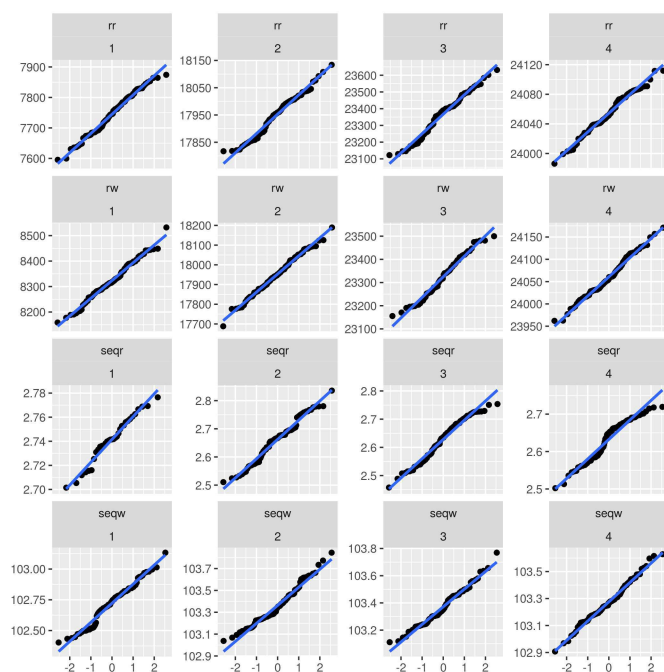 rr rr rr rr
1 2 3 4
7900 18150 23600 24120
7800 18050 23500 24080
7700 17950 23400 24040
7600 17850 23300 24000
23200
23100
rw rw rw rw
1 2 3 4
8500 18200 23500 24150
8400 18100 23400 24100
8300 18000 23300 24050
8200 17900 23200 24000
17800 23100 23950
17700
seqr seqr seqr seqr
1 2 3 4
2.78 2.8 2.8 2.7
2.76 2.7 2.7 2.6
2.74 2.6 2.6 2.5
2.72 2.5 2.5
2.70
seqw seqw seqw seqw
1 2 3 4
103.00 103.7 103.8 103.5
102.75 103.5 103.6 103.3
102.50 103.3 103.4 103.1
103.1 103.2 102.9
102.9
-2 -1 0 1 2 -2 -1 0 1 2 -2 -1 0 1 2 -2 -1 0 1 2